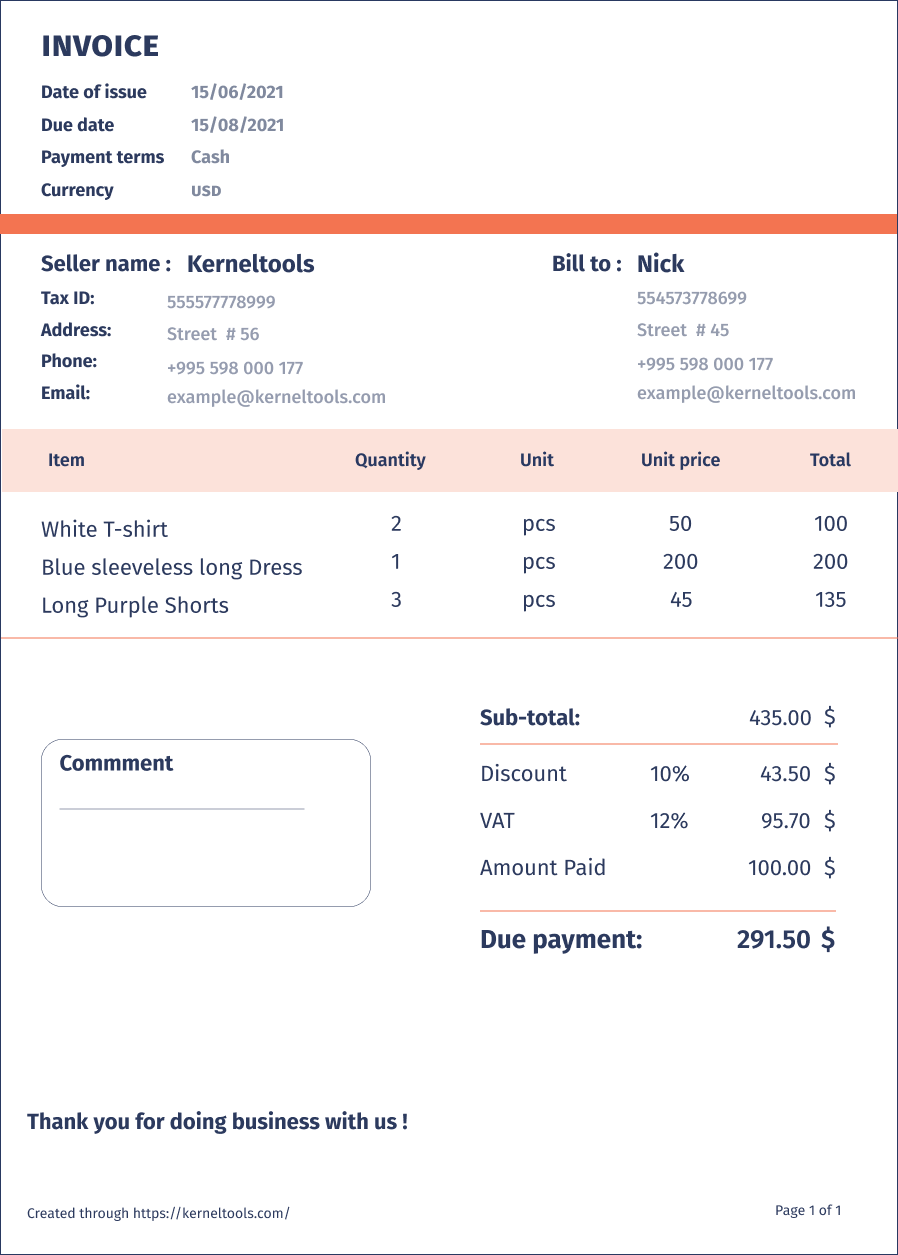 INVOICE
Date of issue 15/06/2021
Due date 15/08/2021
Payment terms Cash
Currency USD
Seller name : Kerneltools Bill to : Nick
Tax ID: 555577778999 554573778699
Address: Street # 56 Street # 45
Phone: +995 598 000 177 +995 598 000 177
Email: example@kerneltools.com example@kerneltools.com
Item Quantity Unit Unit price Total
White T-shirt 2 pcs 50 100
Blue sleeveless long Dress 1 pcs 200 200
Long Purple Shorts 3 pcs 45 135
Sub-total: 435.00 $
Commment
Discount 10% 43.50 $
VAT 12% 95.70 $
Amount Paid 100.00 $
Due payment: 291.50 $
Thank you for doing business with us !
Created through https://kerneltools.com/ Page 1 of 1